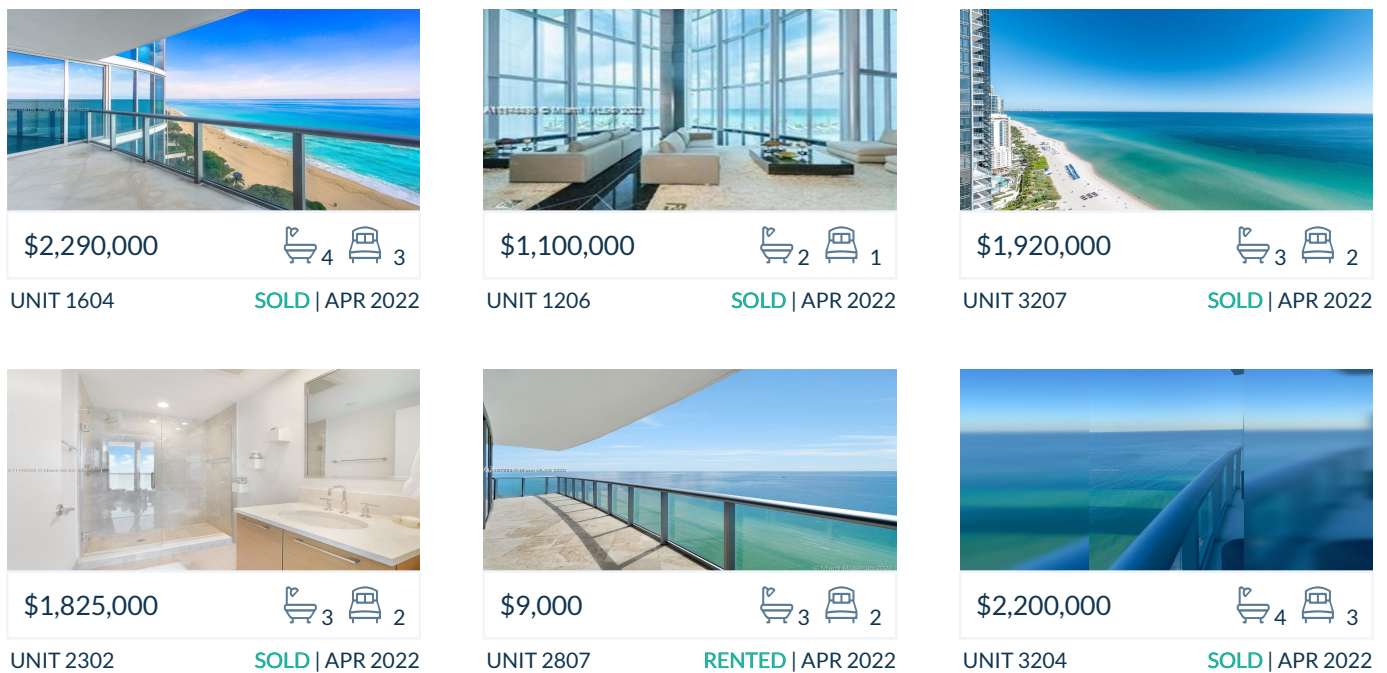 $2,290,000 4 3
UNIT 1604 SOLD | APR 2022
$1,100,000 2 1
UNIT 1206 SOLD | APR 2022
$1,920,000 3 2
UNIT 3207 SOLD | APR 2022
$1,825,000 3 2
UNIT 2302 SOLD | APR 2022
$9,000 3 2
UNIT 2807 RENTED | APR 2022
$2,200,000 4 3
UNIT 3204 SOLD | APR 2022